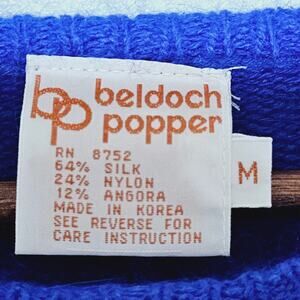 bp
beldoch
popper
RN 8752
64% SILK
24% NYLON
12% ANGORA
MADE IN KOREA
SEE REVERSE FOR
CARE INSTRUCTION
M